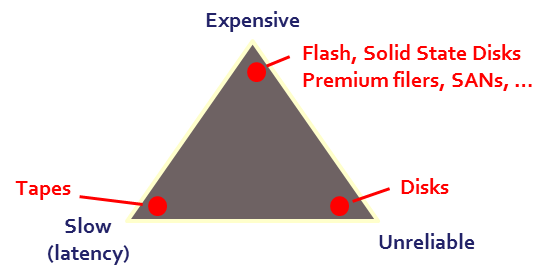 Expensive
Flash, Solid State Disks
Premium filers, SANs, ...
Tapes
Disks
Slow
(latency)
Unreliable